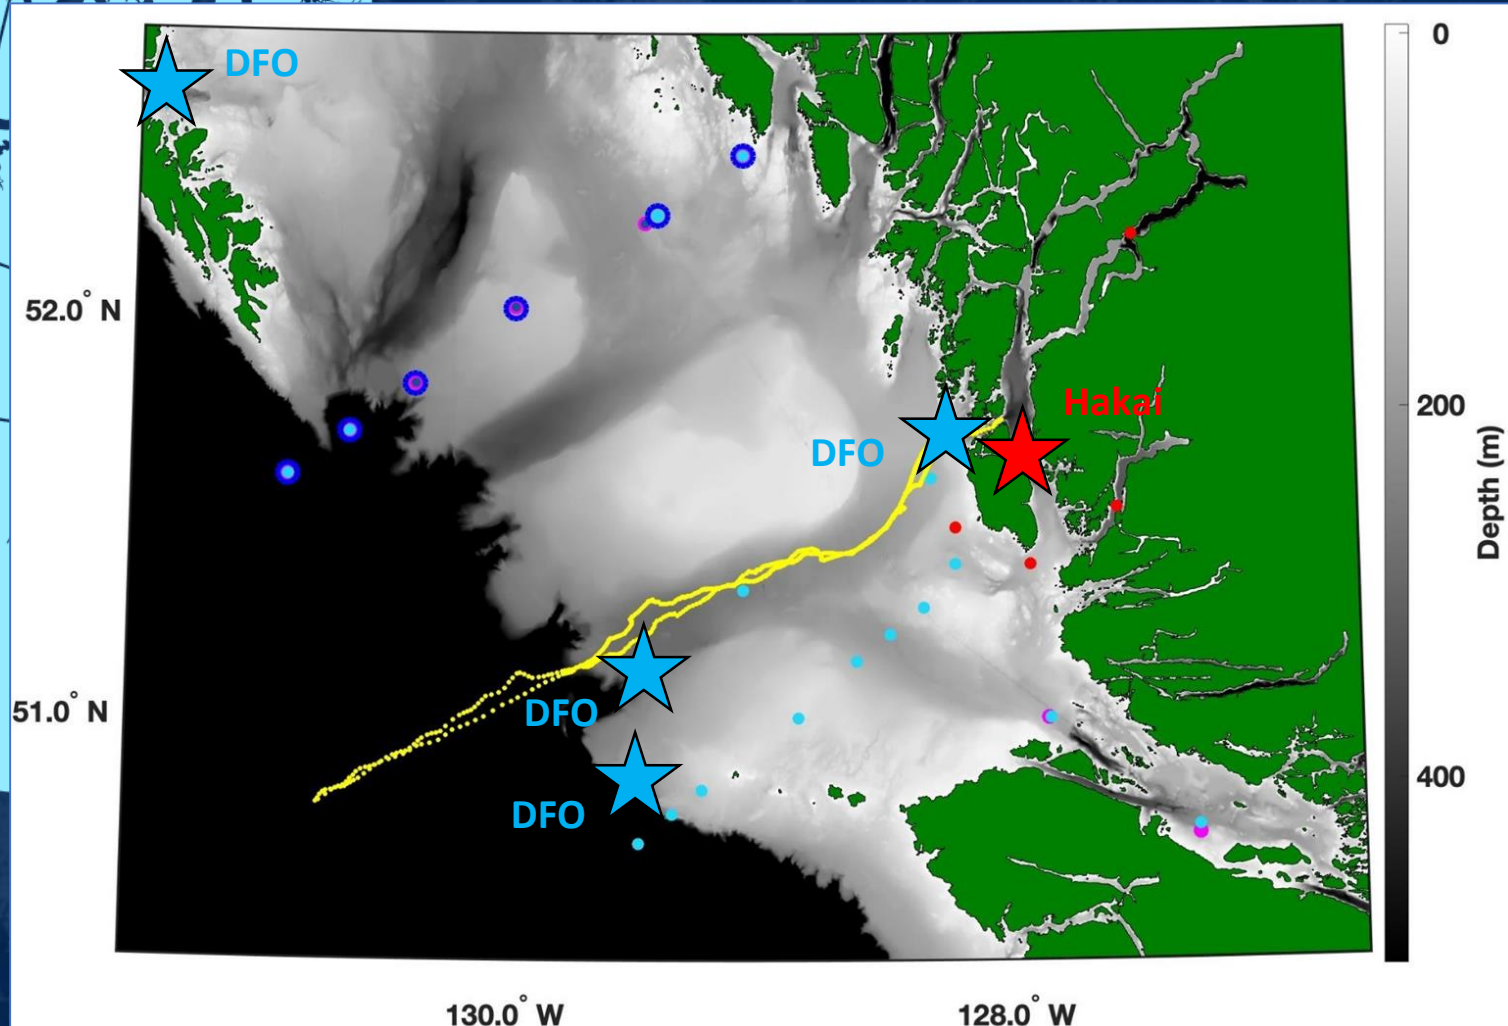 DFO
0
52.0° N
Hakai
200
DFO
Depth (m)
51.0° N
DFO
400
DFO
130.0° W
128.0° W